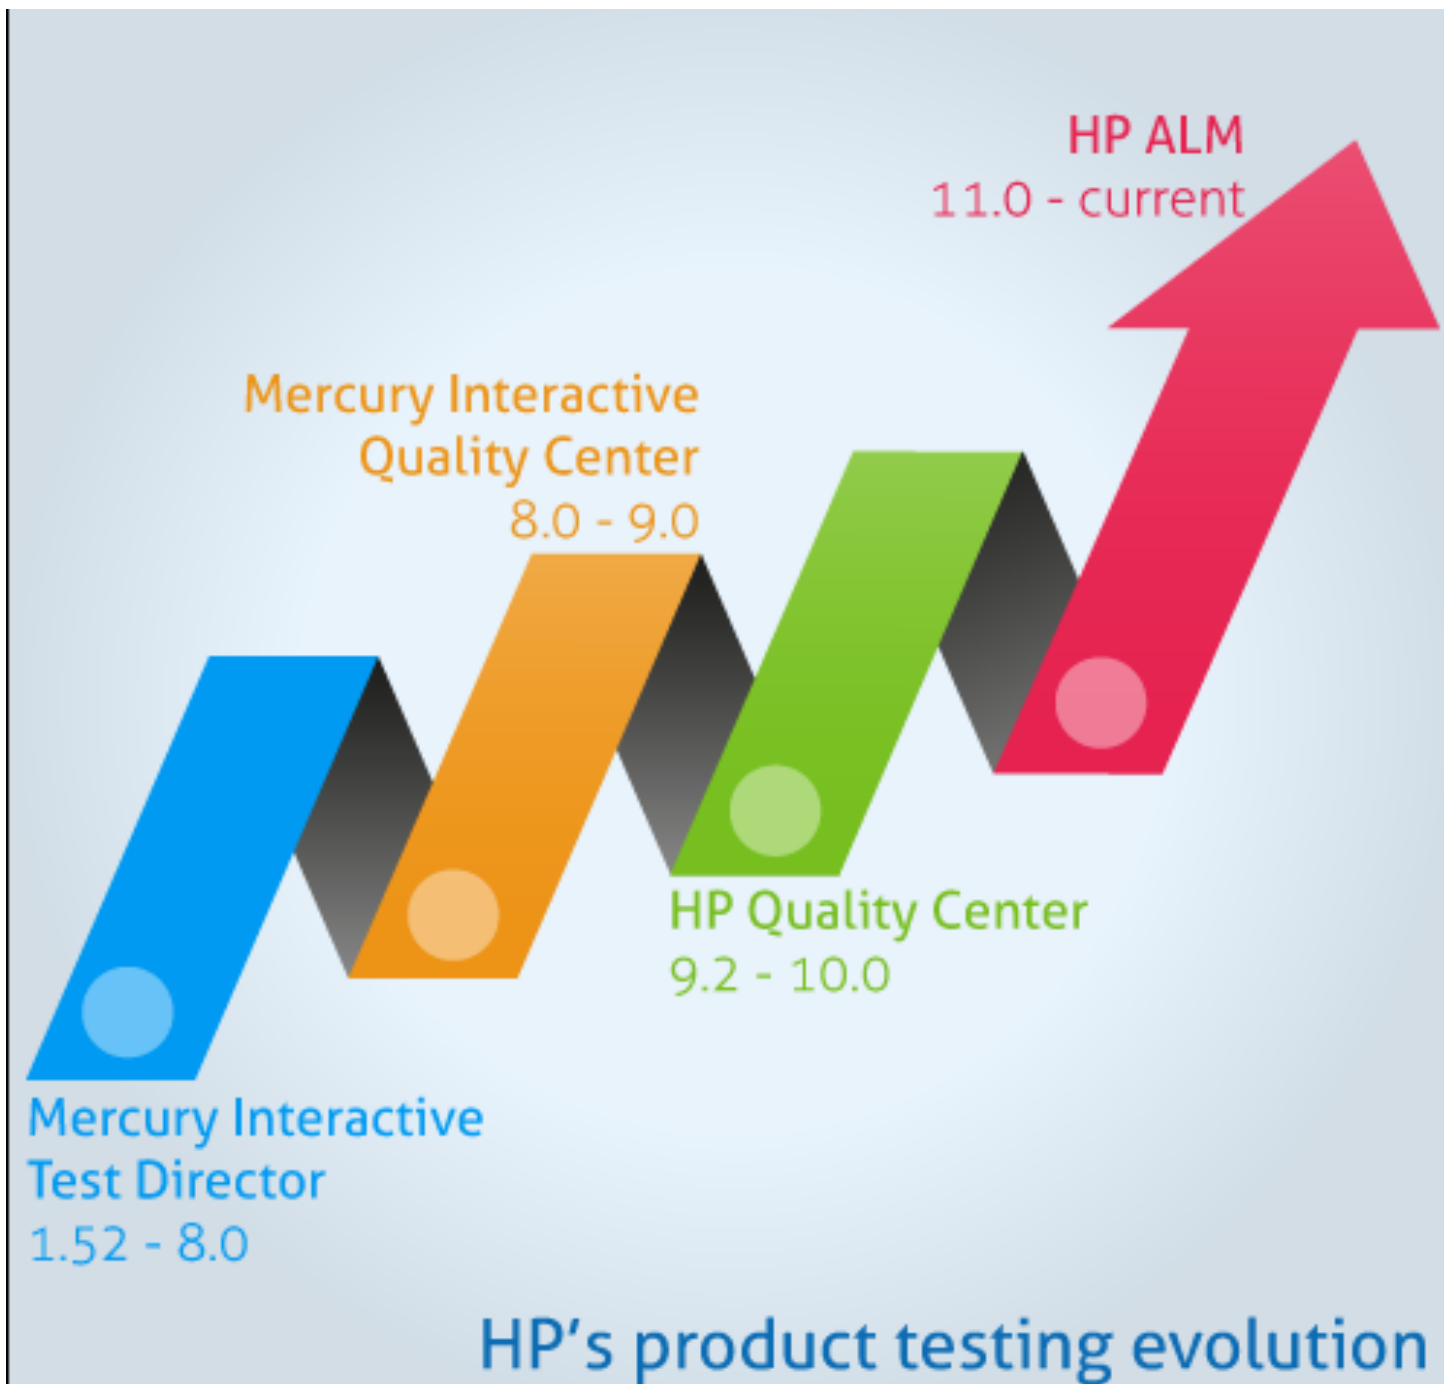 HP ALM
11.0 - current
Mercury Interactive
Quality Center
8.0 - 9.0
HP Quality Center
9.2 - 10.0
Mercury Interactive
Test Director
1.52 - 8.0
HP's product testing evolution